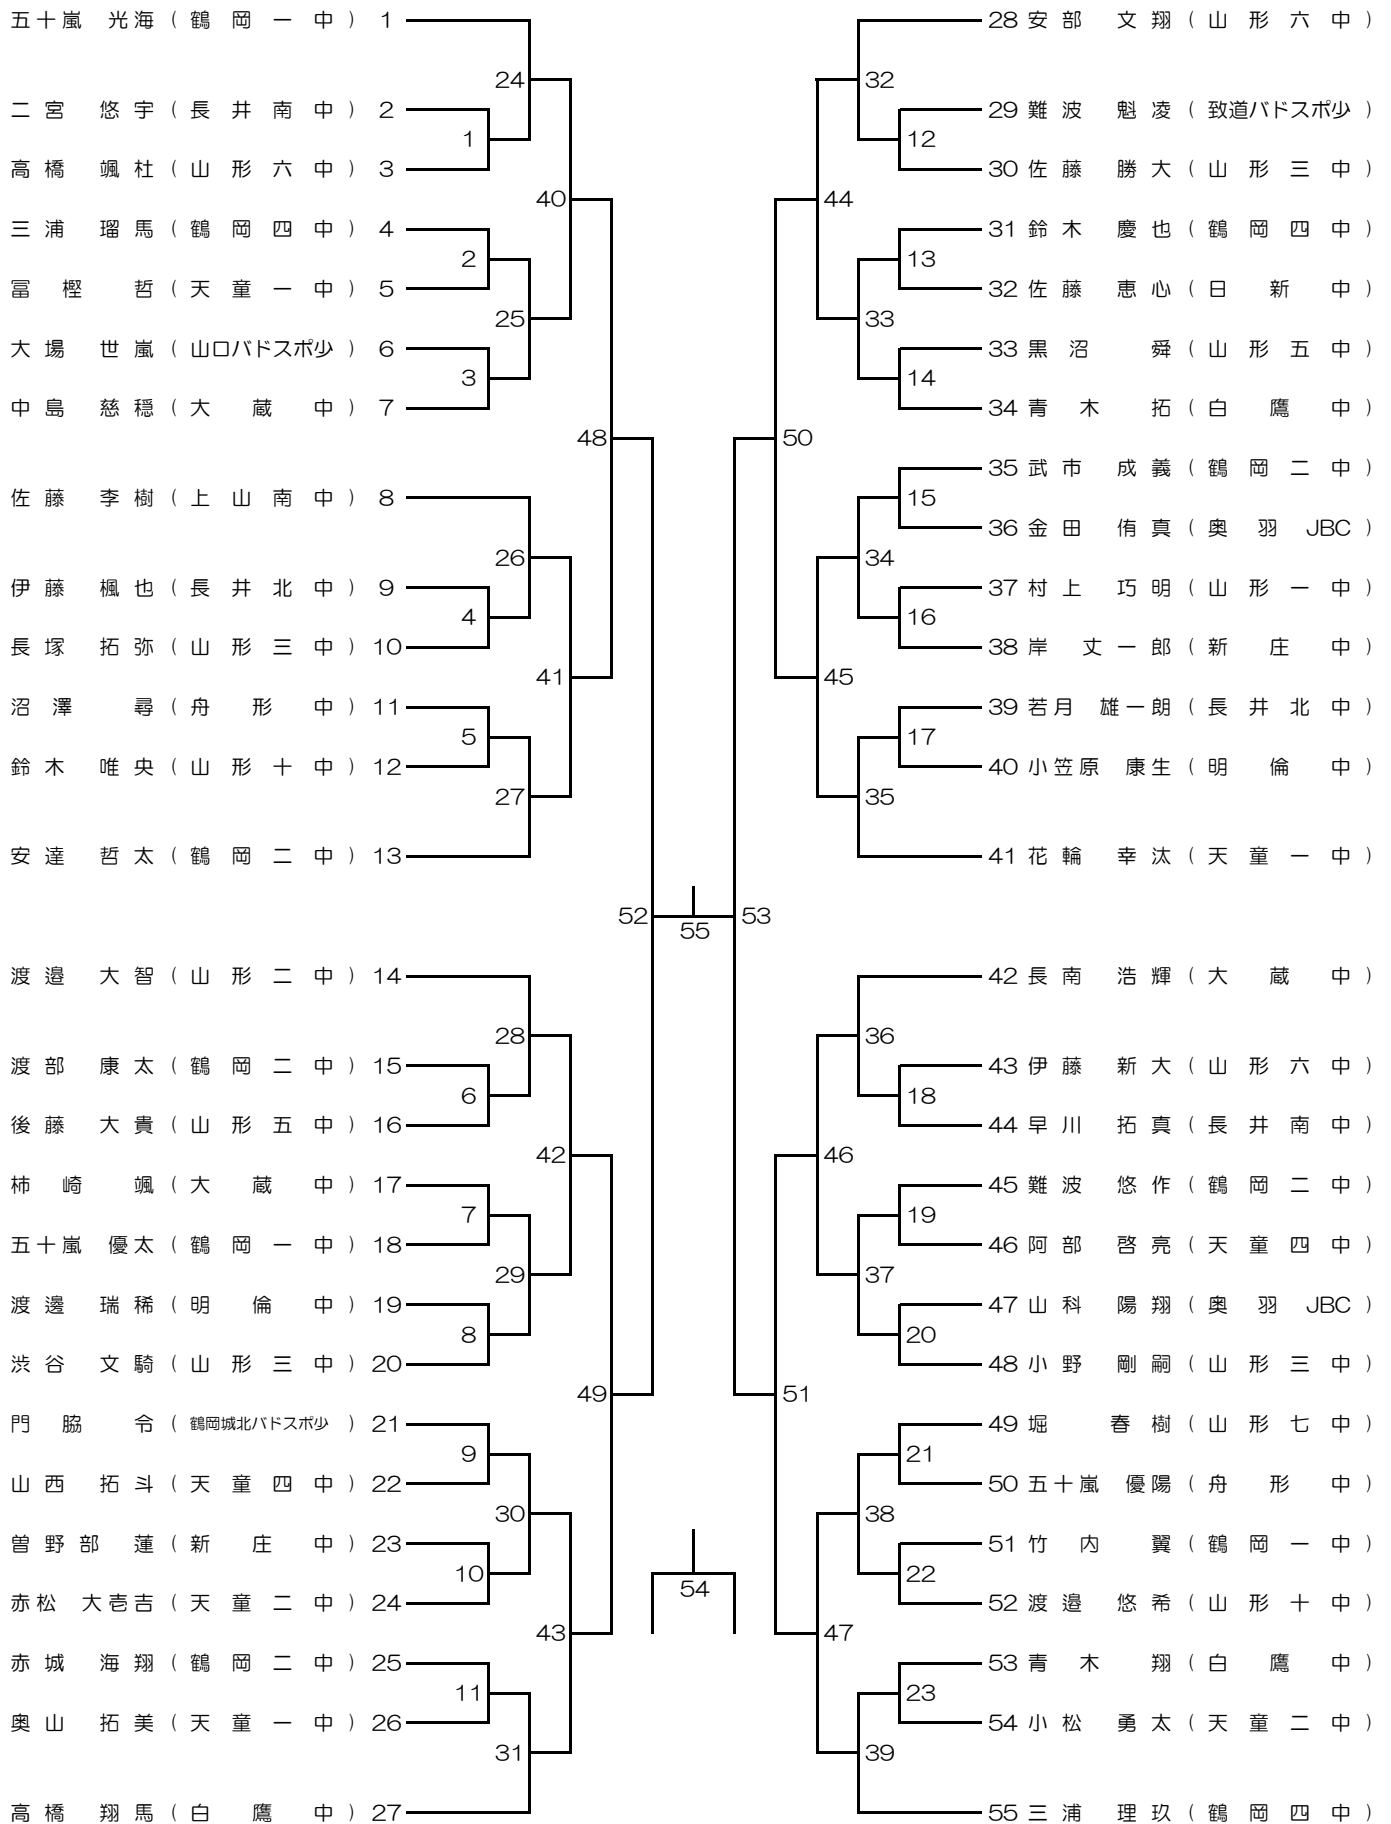 五十嵐 光海 ( 鶴岡一中 ) 1
二宮 悠宇 ( 長井南中 ) 2
高橋 颯杜 ( 山形六中 ) 3
三浦 瑠馬 ( 鶴岡四中 ) 4
冨樫 哲 ( 天童一中 ) 5
大場 世嵐 ( 山口バドスポ少 ) 6
中島 慈穏 ( 大蔵中 ) 7
佐藤 李樹 ( 上山南中 ) 8
伊藤 楓也 ( 長井北中 ) 9
長塚 拓弥 ( 山形三中 ) 10
沼澤 尋 ( 舟形中 ) 11
鈴木 唯央 ( 山形十中 ) 12
安達 哲太 ( 鶴岡二中 ) 13
渡邉 大智 ( 山形二中 ) 14
渡部 康太 ( 鶴岡二中 ) 15
後藤 大貴 ( 山形五中 ) 16
柿崎 颯 ( 大蔵中 ) 17
五十嵐 優太 ( 鶴岡一中 ) 18
渡邊 瑞稀 ( 明倫中 ) 19
渋谷 文騎 ( 山形三中 ) 20
門脇 令 ( 鶴岡城北バドスポ少 ) 21
山西 拓斗 ( 天童四中 ) 22
曽野部 蓮 ( 新庄中 ) 23
赤松 大壱吉 ( 天童二中 ) 24
赤城 海翔 ( 鶴岡二中 ) 25
奥山 拓美 ( 天童一中 ) 26
高橋 翔馬 ( 白鷹中 ) 27
1
2
3
4
5
6
7
8
9
10
11
24
25
26
27
28
29
30
31
40
41
42
43
48
49
52
55
54
53
50
51
44
45
46
47
32
33
34
35
36
37
38
39
12
13
14
15
16
17
18
19
20
21
22
23
28 安部 文翔 ( 山形六中 )
29 難波 魁凌 ( 致道バドスポ少 )
30 佐藤 勝大 ( 山形三中 )
31 鈴木 慶也 ( 鶴岡四中 )
32 佐藤 恵心 ( 日新中 )
33 黒沼 舜 ( 山形五中 )
34 青木 拓 ( 白鷹中 )
35 武市 成義 ( 鶴岡二中 )
36 金田 侑真 ( 奥羽 JBC )
37 村上 巧明 ( 山形一中 )
38 岸 丈一郎 ( 新庄中 )
39 若月 雄一朗 ( 長井北中 )
40 小笠原 康生 ( 明倫中 )
41 花輪 幸汰 ( 天童一中 )
42 長南 浩輝 ( 大蔵中 )
43 伊藤 新大 ( 山形六中 )
44 早川 拓真 ( 長井南中 )
45 難波 悠作 ( 鶴岡二中 )
46 阿部 啓亮 ( 天童四中 )
47 山科 陽翔 ( 奥羽 JBC )
48 小野 剛嗣 ( 山形三中 )
49 堀 春樹 ( 山形七中 )
50 五十嵐 優陽 ( 舟形中 )
51 竹内 翼 ( 鶴岡一中 )
52 渡邉 悠希 ( 山形十中 )
53 青木 翔 ( 白鷹中 )
54 小松 勇太 ( 天童二中 )
55 三浦 理玖 ( 鶴岡四中 )